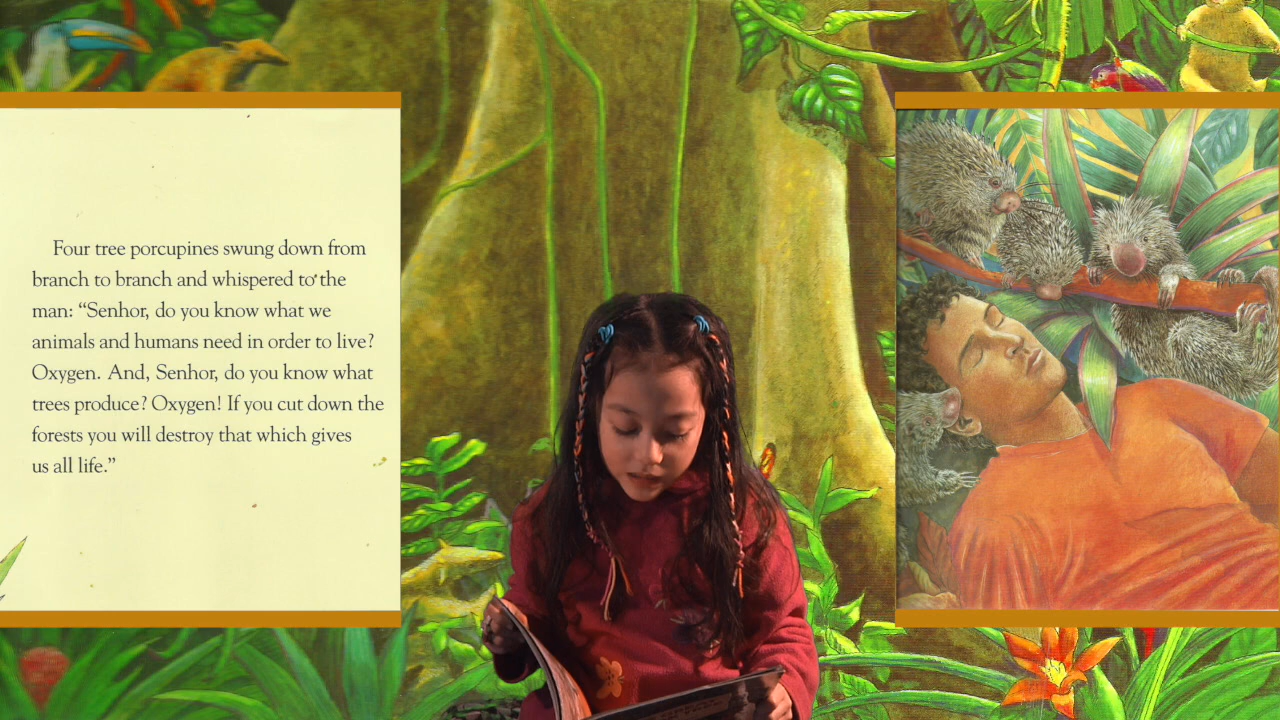 Four tree porcupines swung down from
branch to branch and whispered to the
man: “Senhor, do you know what we
animals and humans need in order to live?
Oxygen. And, Senhor, do you know what
trees produce? Oxygen! If you cut down the
forests you will destroy that which gives
us all life.”